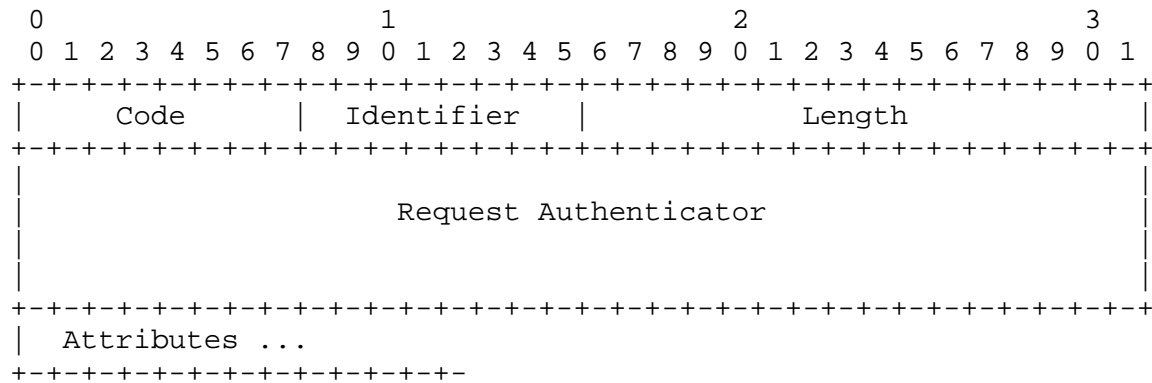 0                   1                   2                   3
 0 1 2 3 4 5 6 7 8 9 0 1 2 3 4 5 6 7 8 9 0 1 2 3 4 5 6 7 8 9 0 1
+-+-+-+-+-+-+-+-+-+-+-+-+-+-+-+-+-+-+-+-+-+-+-+-+-+-+-+-+-+-+-+-+
|     Code      |  Identifier   |            Length             |
+-+-+-+-+-+-+-+-+-+-+-+-+-+-+-+-+-+-+-+-+-+-+-+-+-+-+-+-+-+-+-+-+
|                                                               |
|                     Request Authenticator                     |
|                                                               |
|                                                               |
+-+-+-+-+-+-+-+-+-+-+-+-+-+-+-+-+-+-+-+-+-+-+-+-+-+-+-+-+-+-+-+-+
|  Attributes ...
+-+-+-+-+-+-+-+-+-+-+-+-+-